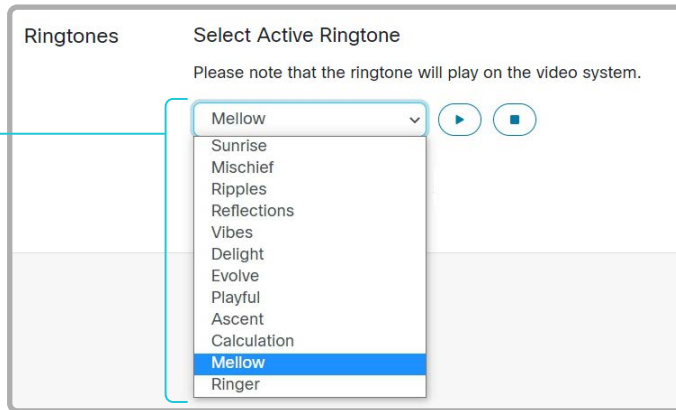 Ringtones
Select Active Ringtone
Please note that the ringtone will play on the video system.
Mellow
Sunrise
Mischief
Ripples
Reflections
Vibes
Delight
Evolve
Playful
Ascent
Calculation
Mellow
Ringer